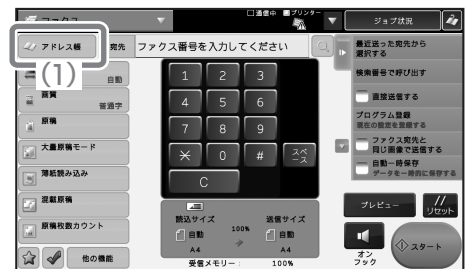 ファクス
通信中
プリンター
ジョブ状況
アドレス帳
宛先
ファクス番号を入力してください
(1)
自動
画質
普通字
原稿
大量原稿モード
薄紙読み込み
混載原稿
原稿枚数カウント
他の機能
1 2 3
4 5 6
7 8 9
＊ 0 #
スペース
C
読込サイズ
送信サイズ
100%
自動
自動
A4
A4
受信メモリー: 100%
最近送った宛先から
選択する
検索番号で呼び出す
直接送信する
プログラム登録
現在の設定を登録する
ファクス宛先と
同じ画像で送信する
自動一時保存
データを一時的に保存する
プレビュー
リセット
オン
フック
スタート